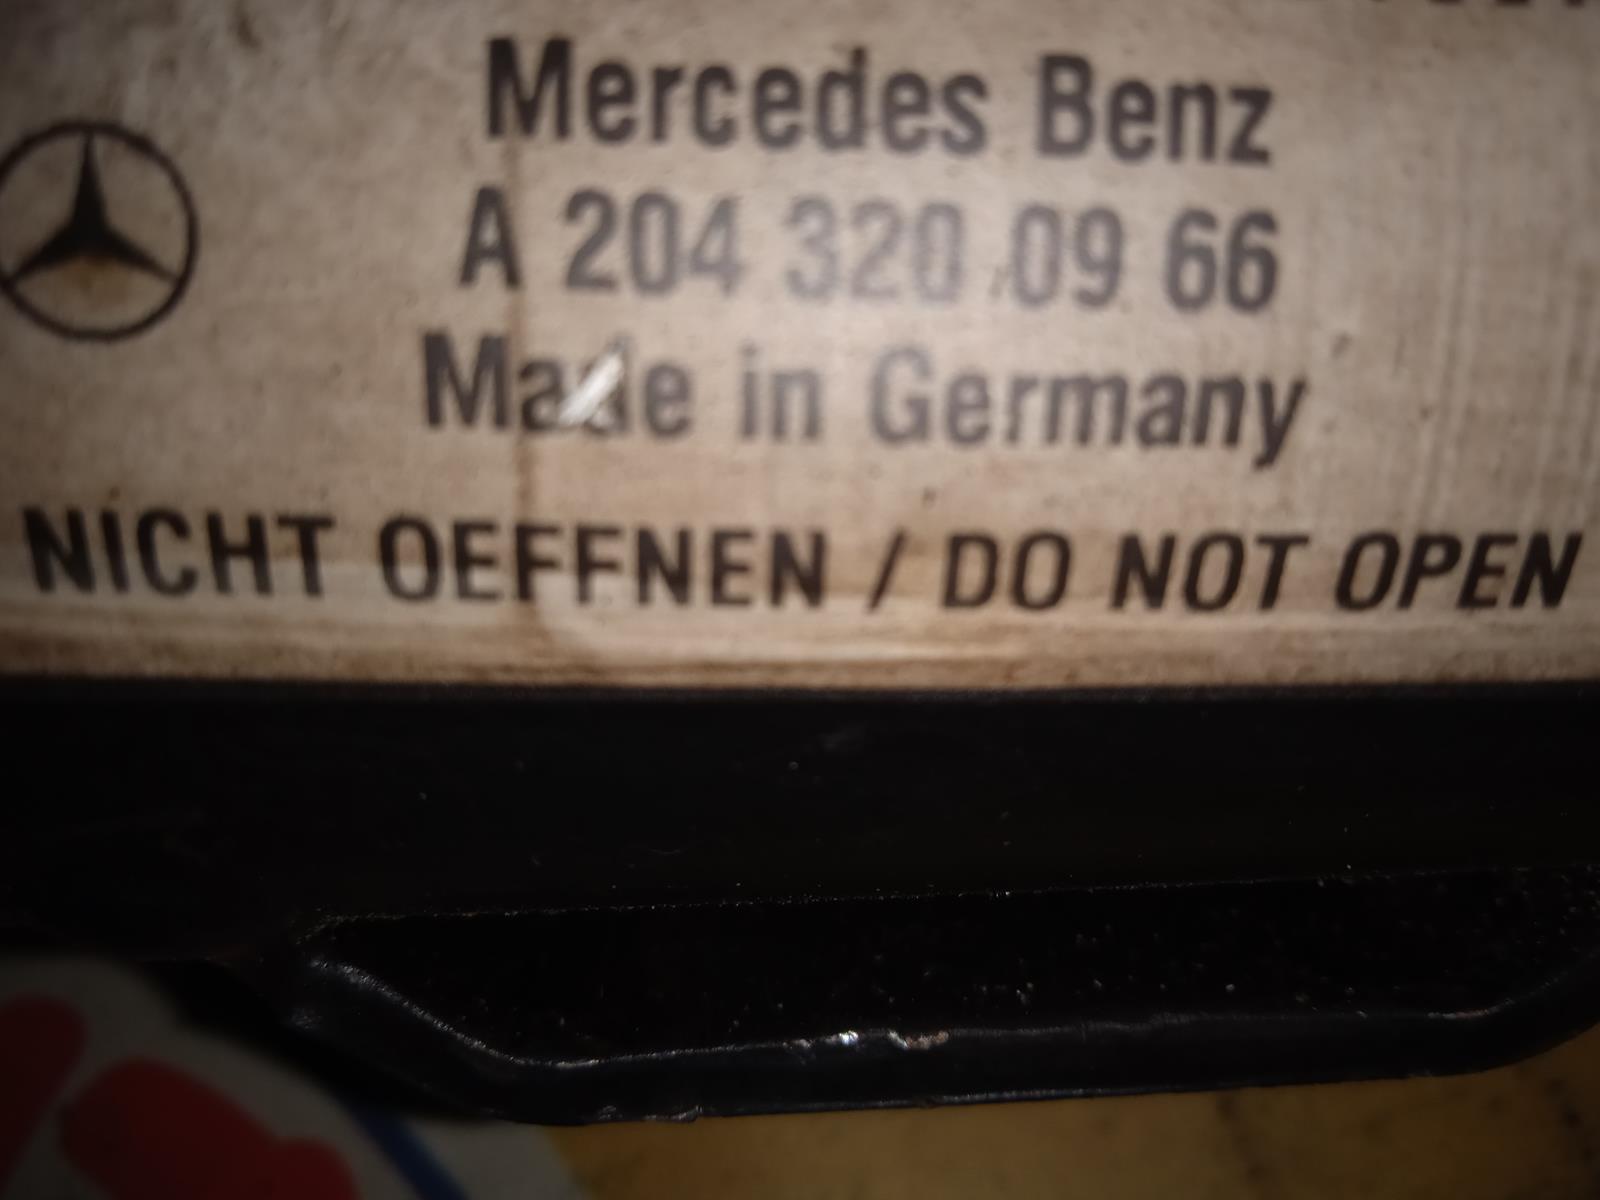 Mercedes Benz
A 204 320 09 66
Made in Germany
NICHT OEFFNEN / DO NOT OPEN